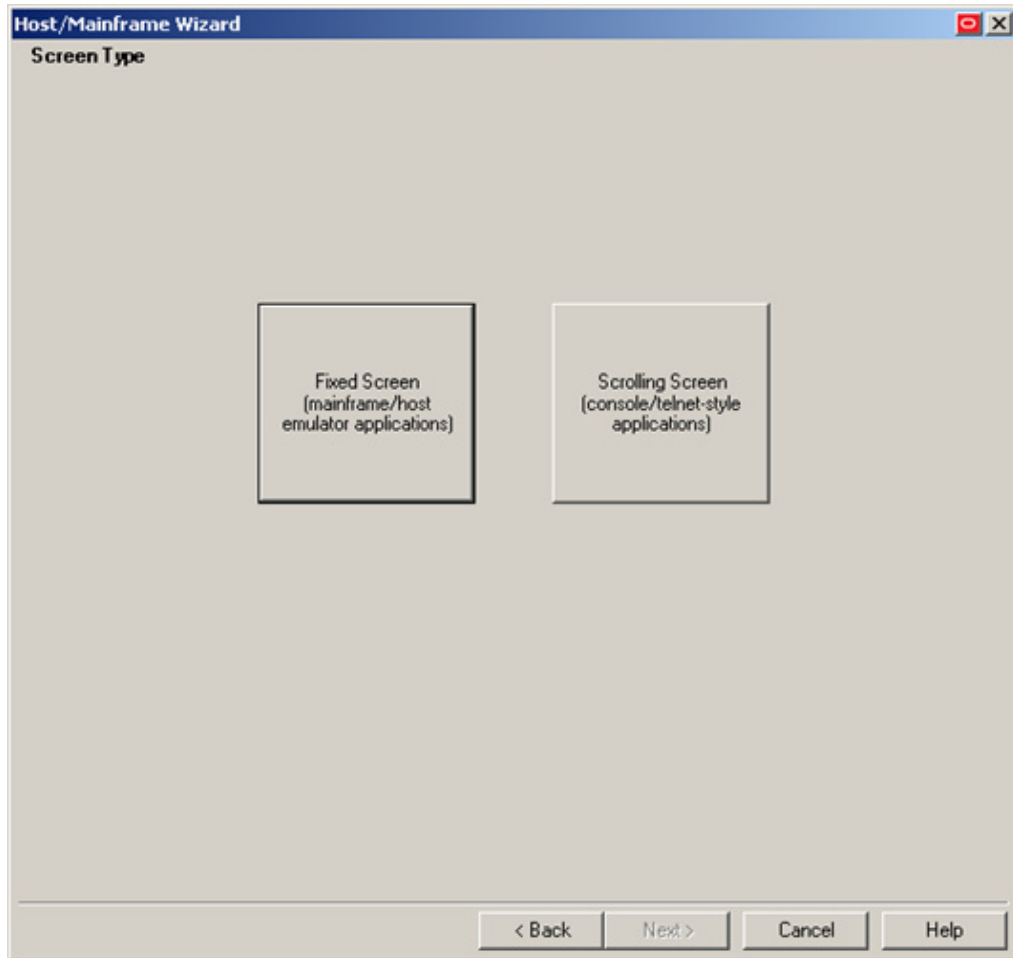 Host/Mainframe Wizard
Screen Type
Fixed Screen
(mainframe/host
emulator applications)
Scrolling Screen
(console/telnet-style
applications)
< Back
Next >
Cancel
Help